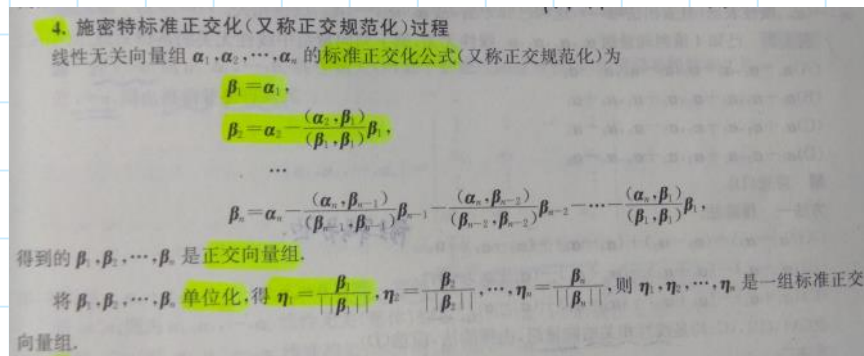 4. 施密特标准正交化(又称正交规范化)过程
线性无关向量组 α₁,α₂,⋯,αₙ 的标准正交化公式(又称正交规范化)为
β₁=α₁,
β₂=α₂-(α₂,β₁)/(β₁,β₁)β₁,
⋯
βₙ=αₙ-(αₙ,βₙ₋₁)/(βₙ₋₁,βₙ₋₁)βₙ₋₁-(αₙ,βₙ₋₂)/(βₙ₋₂,βₙ₋₂)βₙ₋₂-⋯-(αₙ,β₁)/(β₁,β₁)β₁,
得到的 β₁,β₂,⋯,βₙ 是正交向量组.
将 β₁,β₂,⋯,βₙ 单位化,得 η₁=β₁/||β₁||,η₂=β₂/||β₂||,⋯,ηₙ=βₙ/||βₙ||,则 η₁,η₂,⋯,ηₙ 是一组标准正交
向量组.